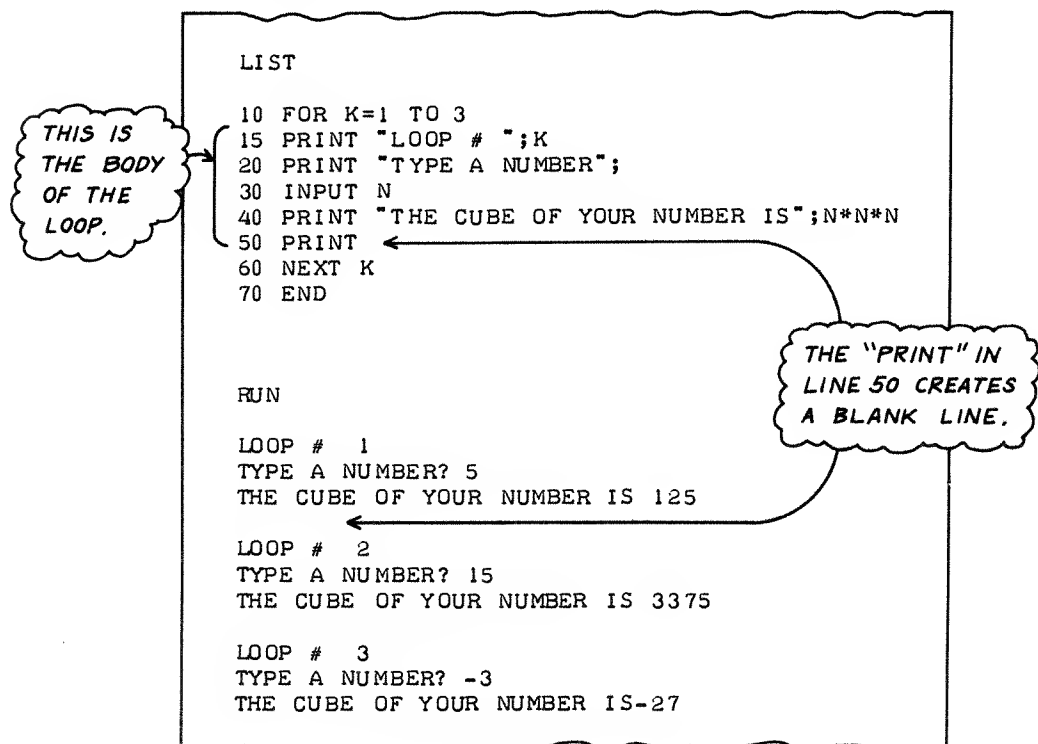 LIST
10 FOR K=1 TO 3
15 PRINT "LOOP # ";K
20 PRINT "TYPE A NUMBER";
30 INPUT N
40 PRINT "THE CUBE OF YOUR NUMBER IS";N*N*N
50 PRINT
60 NEXT K
70 END
THIS IS
THE BODY
OF THE
LOOP.
THE "PRINT" IN
LINE 50 CREATES
A BLANK LINE.
RUN
LOOP #  1
TYPE A NUMBER? 5
THE CUBE OF YOUR NUMBER IS 125
LOOP #  2
TYPE A NUMBER? 15
THE CUBE OF YOUR NUMBER IS 3375
LOOP #  3
TYPE A NUMBER? -3
THE CUBE OF YOUR NUMBER IS-27